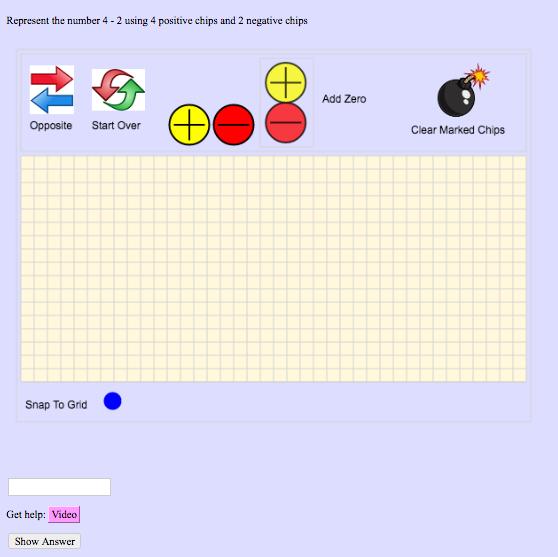 Represent the number 4 - 2 using 4 positive chips and 2 negative chips
Add Zero
Opposite Start Over
Clear Marked Chips
Snap To Grid
Get help: Video
Show Answer